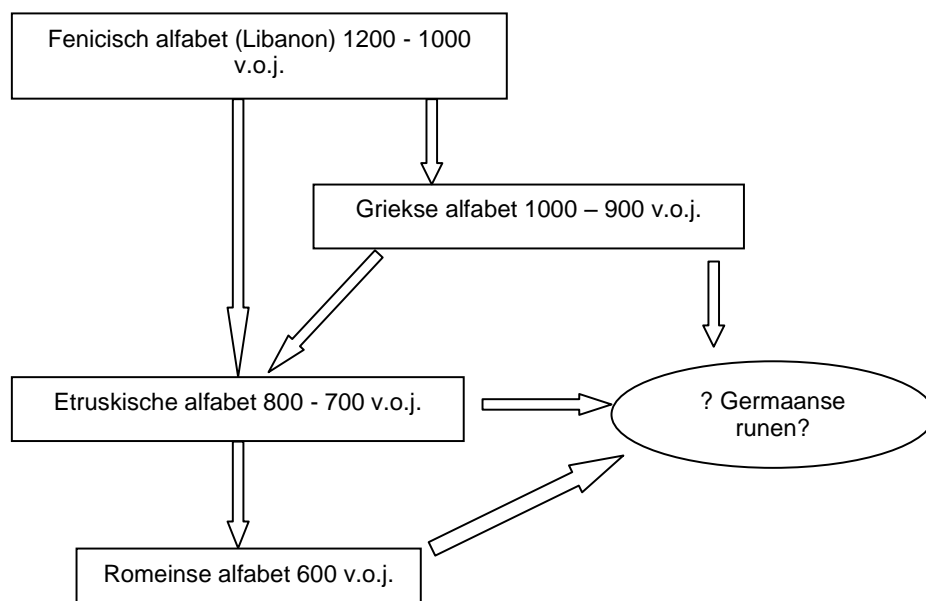 Fenicisch alfabet (Libanon) 1200 - 1000
v.o.j.
Griekse alfabet 1000 – 900 v.o.j.
Etruskische alfabet 800 - 700 v.o.j.
? Germaanse
runen?
Romeinse alfabet 600 v.o.j.